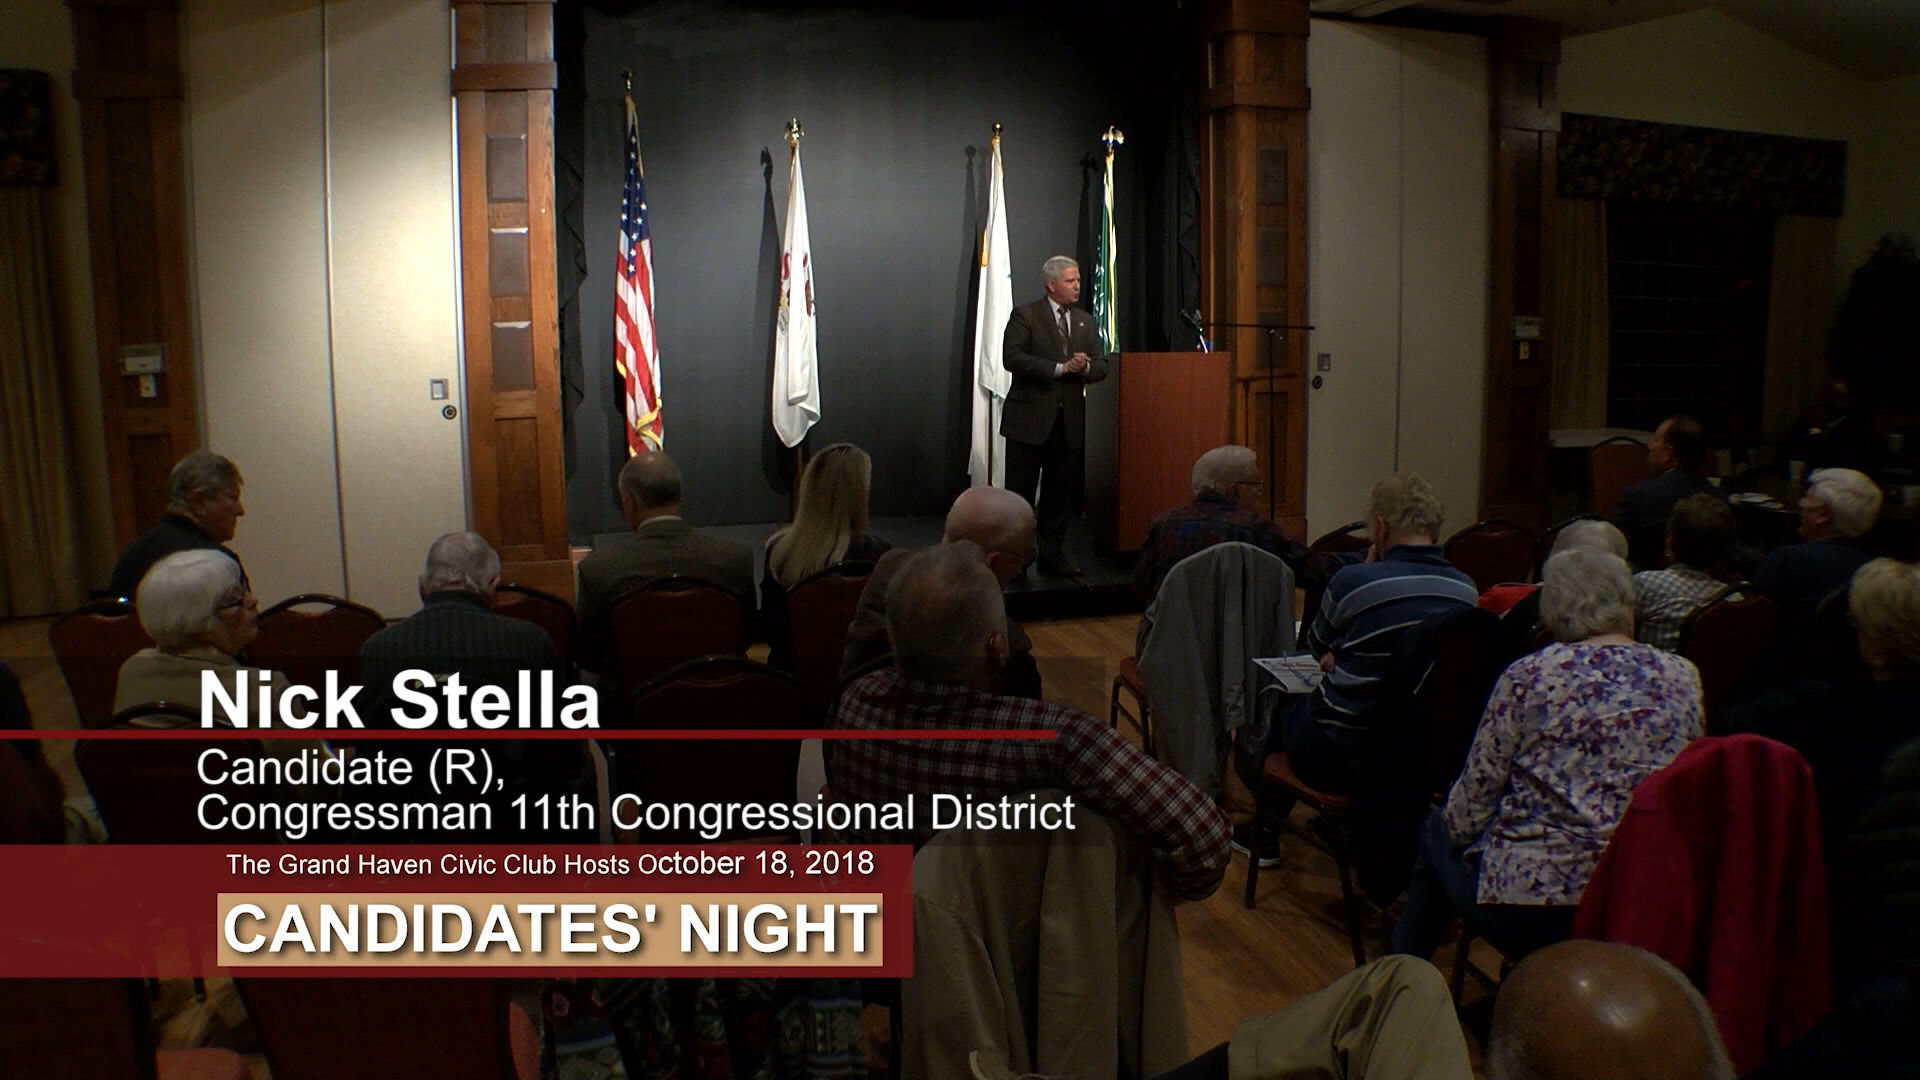 Nick Stella
Candidate (R),
Congressman 11th Congressional District
The Grand Haven Civic Club Hosts October 18, 2018
CANDIDATES' NIGHT